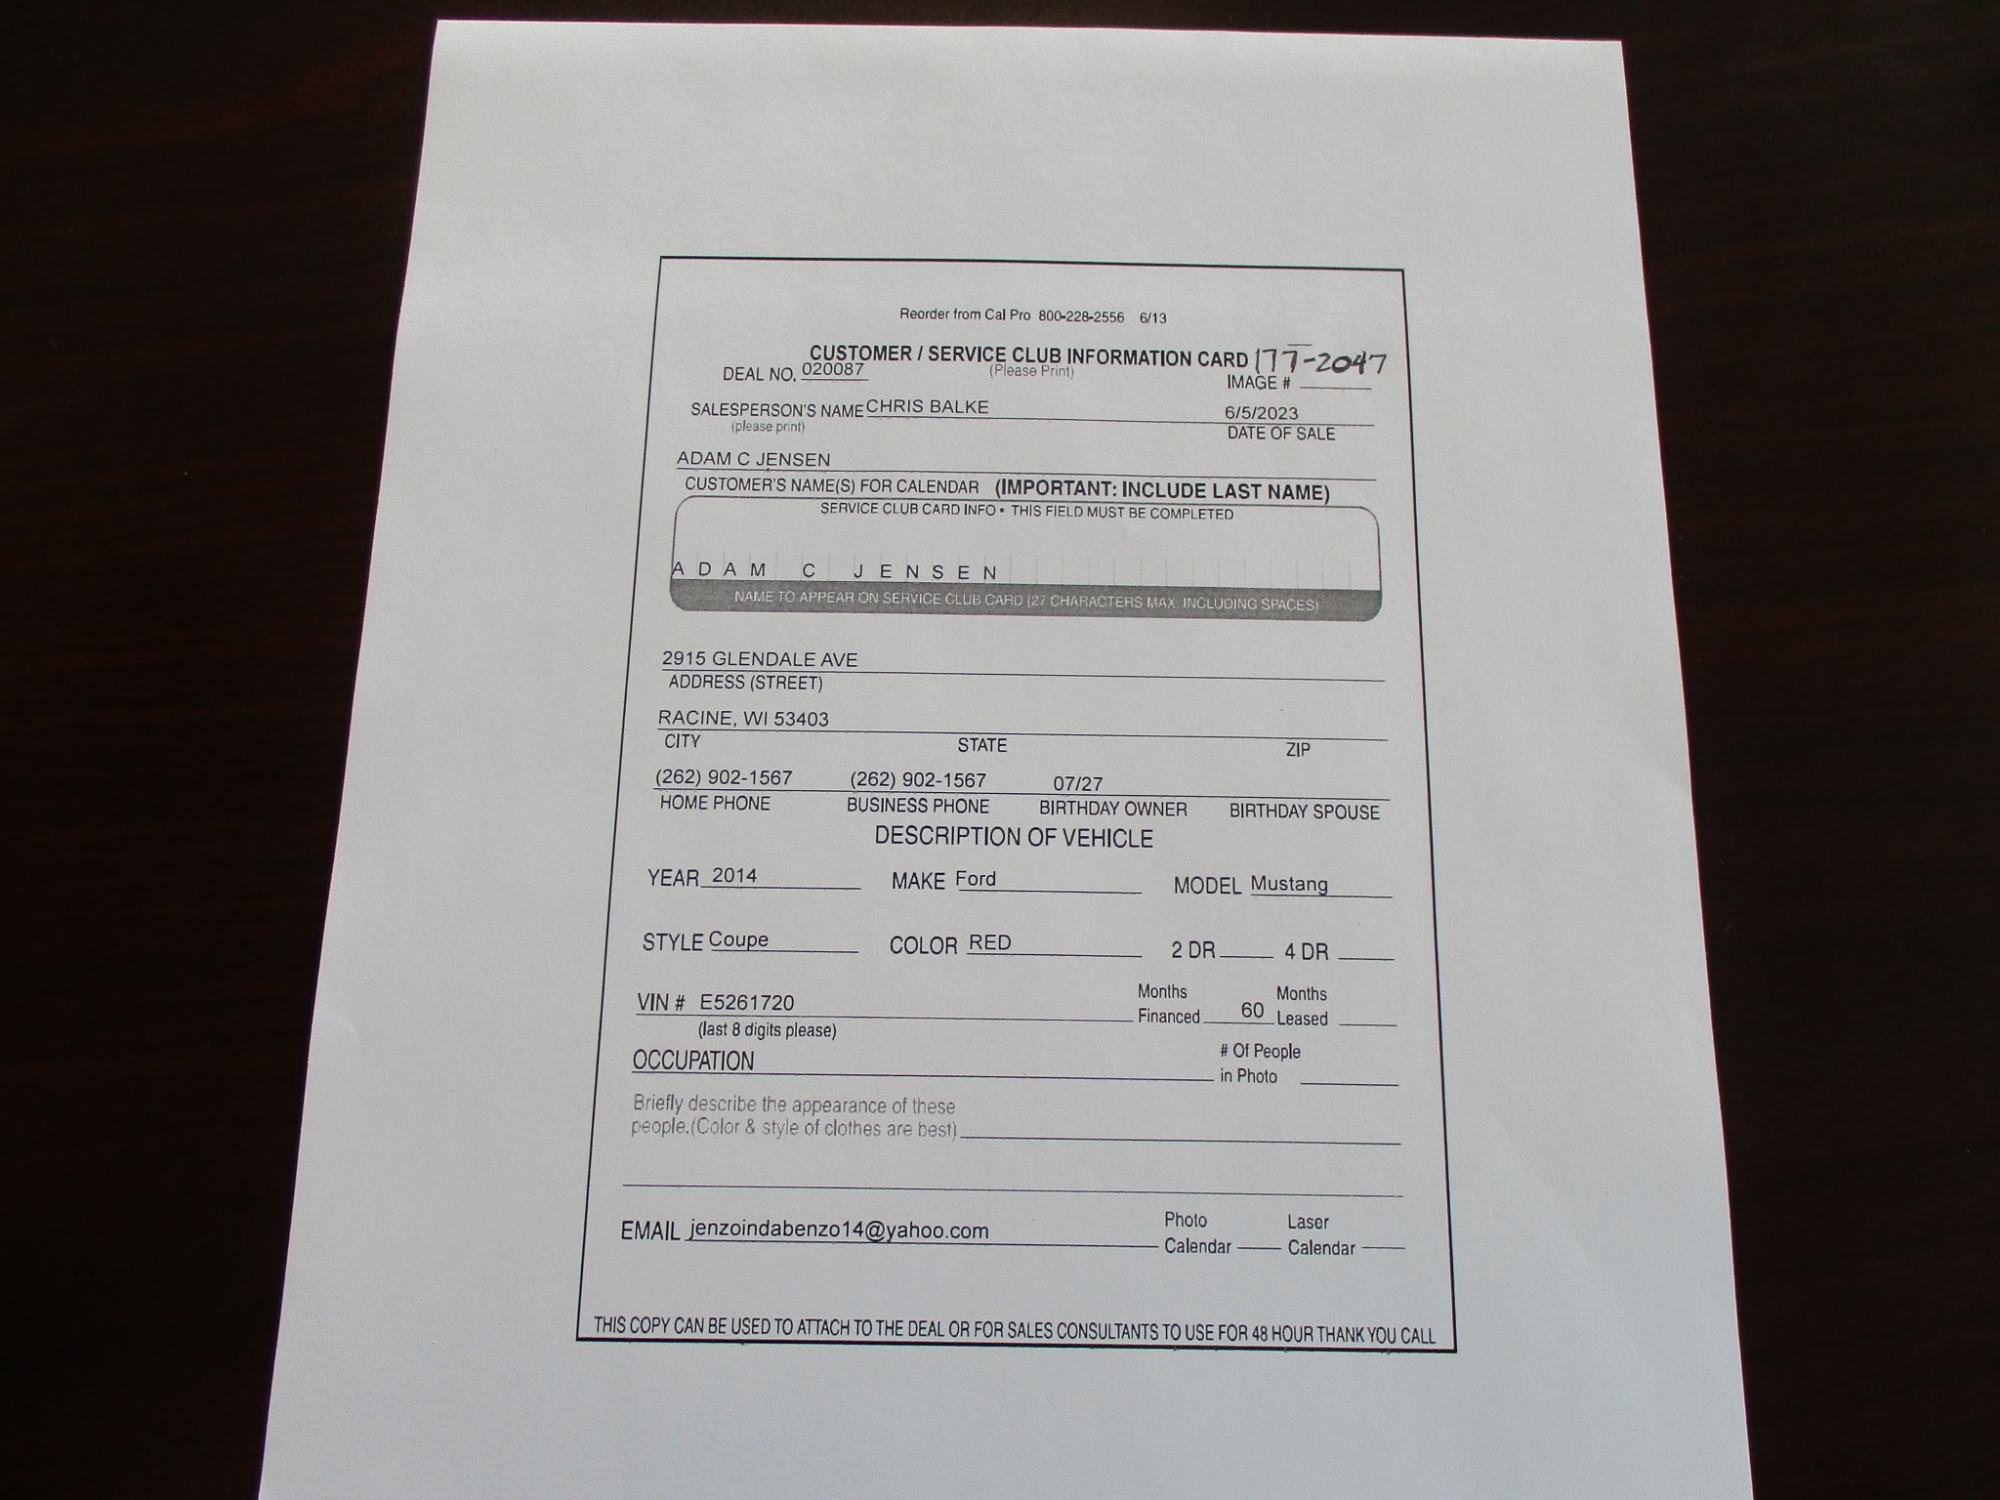 Reorder from Cal Pro 800-228-2556 6/13
CUSTOMER / SERVICE CLUB INFORMATION CARD 177-2047
DEAL NO. 020087 (Please Print) IMAGE #
SALESPERSON'S NAME CHRIS BALKE 6/5/2023
(please print) DATE OF SALE
ADAM C JENSEN
CUSTOMER'S NAME(S) FOR CALENDAR (IMPORTANT: INCLUDE LAST NAME)
SERVICE CLUB CARD INFO • THIS FIELD MUST BE COMPLETED
ADAM C JENSEN
NAME TO APPEAR ON SERVICE CLUB CARD (27 CHARACTERS MAX. INCLUDING SPACES)
2915 GLENDALE AVE
ADDRESS (STREET)
RACINE, WI 53403
CITY STATE ZIP
(262) 902-1567 (262) 902-1567 07/27
HOME PHONE BUSINESS PHONE BIRTHDAY OWNER BIRTHDAY SPOUSE
DESCRIPTION OF VEHICLE
YEAR 2014 MAKE Ford MODEL Mustang
STYLE Coupe COLOR RED 2 DR 4 DR
VIN # E5261720 Months Financed 60 Months Leased
(last 8 digits please)
OCCUPATION # Of People in Photo
Briefly describe the appearance of these
people.(Color & style of clothes are best)
EMAIL jenzoindabenzo14@yahoo.com Photo Calendar Laser Calendar
THIS COPY CAN BE USED TO ATTACH TO THE DEAL OR FOR SALES CONSULTANTS TO USE FOR 48 HOUR THANK YOU CALL